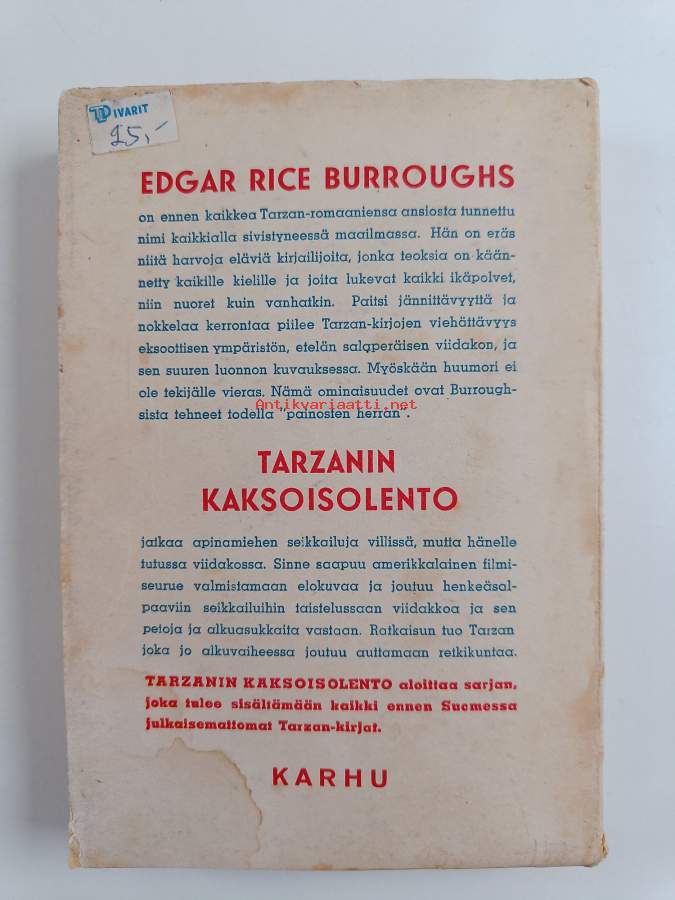 DIVARIT
25,-
EDGAR RICE BURROUGHS
on ennen kaikkea Tarzan-romaaniensa ansiosta tunnettu
nimi kaikkialla sivistyneessä maailmassa. Hän on eräs
niitä harvoja eläviä kirjailijoita, jonka teoksia on kään-
netty kaikille kielille ja joita lukevat kaikki ikäpolvet,
niin nuoret kuin vanhatkin. Paitsi jännittävyyttä ja
nokkelaa kerrontaa piilee Tarzan-kirjojen viehättävyys
eksoottisen ympäristön, etelän salaperäisen viidakon, ja
sen suuren luonnon kuvauksessa. Myöskään huumori ei
ole tekijälle vieras. Nämä ominaisuudet ovat Burrough-
Antikvariaatti.net
sista tehneet todella "painosten herran".
TARZANIN
KAKSOISOLENTO
jatkaa apinamiehen seikkailuja villissä, mutta hänelle
tutussa viidakossa. Sinne saapuu amerikkalainen filmi-
seurue valmistamaan elokuvaa ja joutuu henkeäsal-
paaviin seikkailuihin taistelussaan viidakkoa ja sen
petoja ja alkuasukkaita vastaan. Ratkaisun tuo Tarzan
joka jo alkuvaiheessa joutuu auttamaan retkikuntaa.
TARZANIN KAKSOISOLENTO aloittaa sarjan,
joka tulee sisältämään kaikki ennen Suomessa
julkaisemattomat Tarzan-kirjat.
KARHU